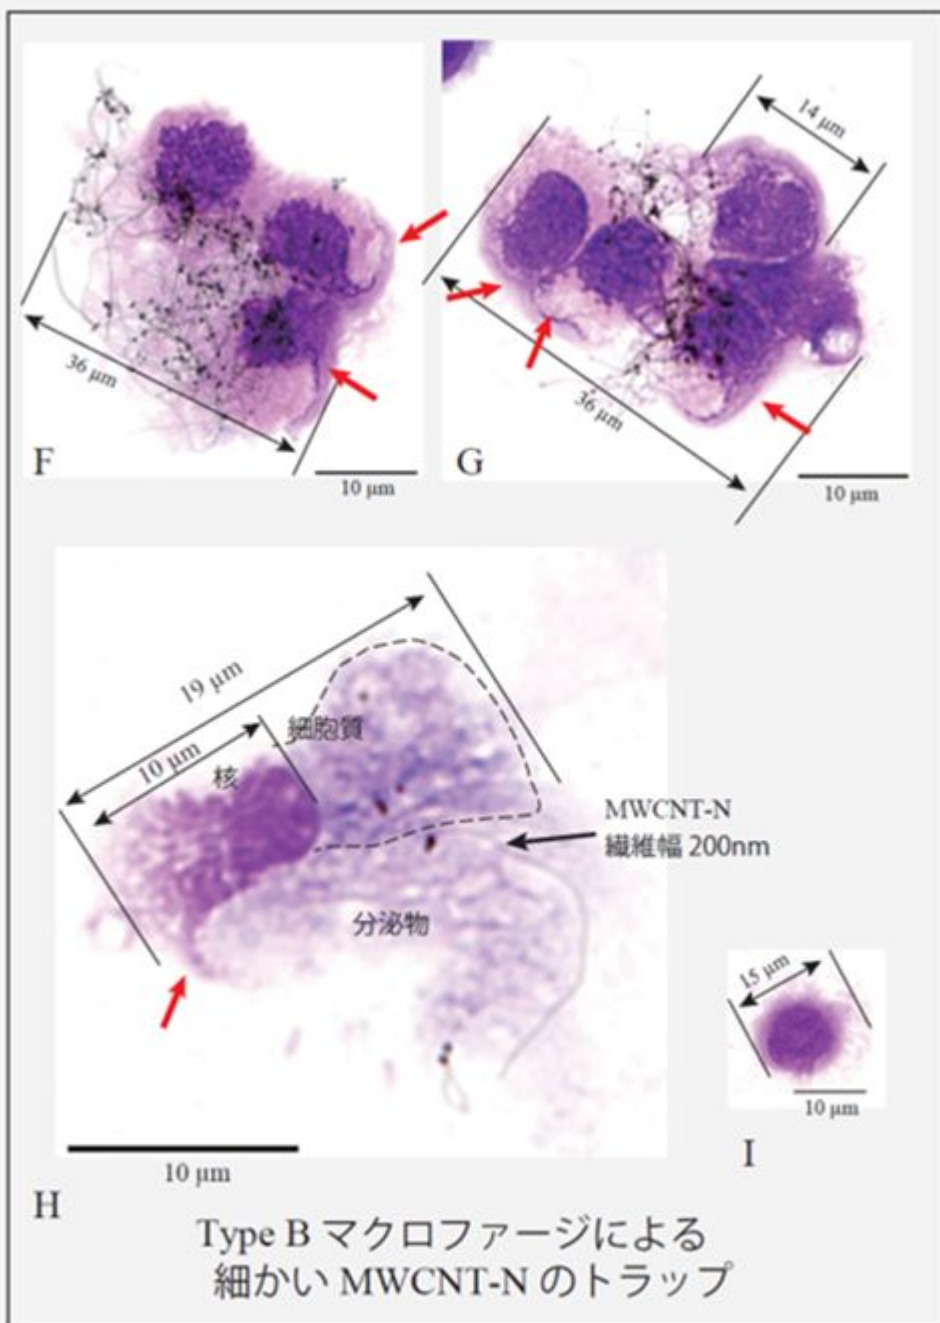 14 µm
36 µm
F
10 µm
36 µm
G
10 µm
19 µm
10 µm
細胞質
核
MWCNT-N
繊維幅 200nm
分泌物
15 µm
10 µm
I
10 µm
H
Type B マクロファージによる
細かい MWCNT-N のトラップ